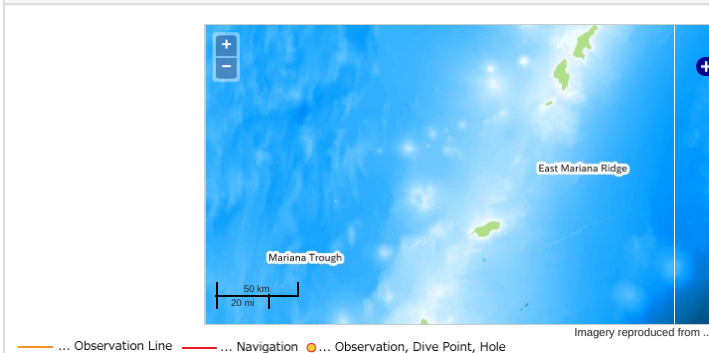 +
−
East Mariana Ridge
Mariana Trough
50 km
20 mi
Imagery reproduced from ..
... Observation Line ... Navigation ... Observation, Dive Point, Hole